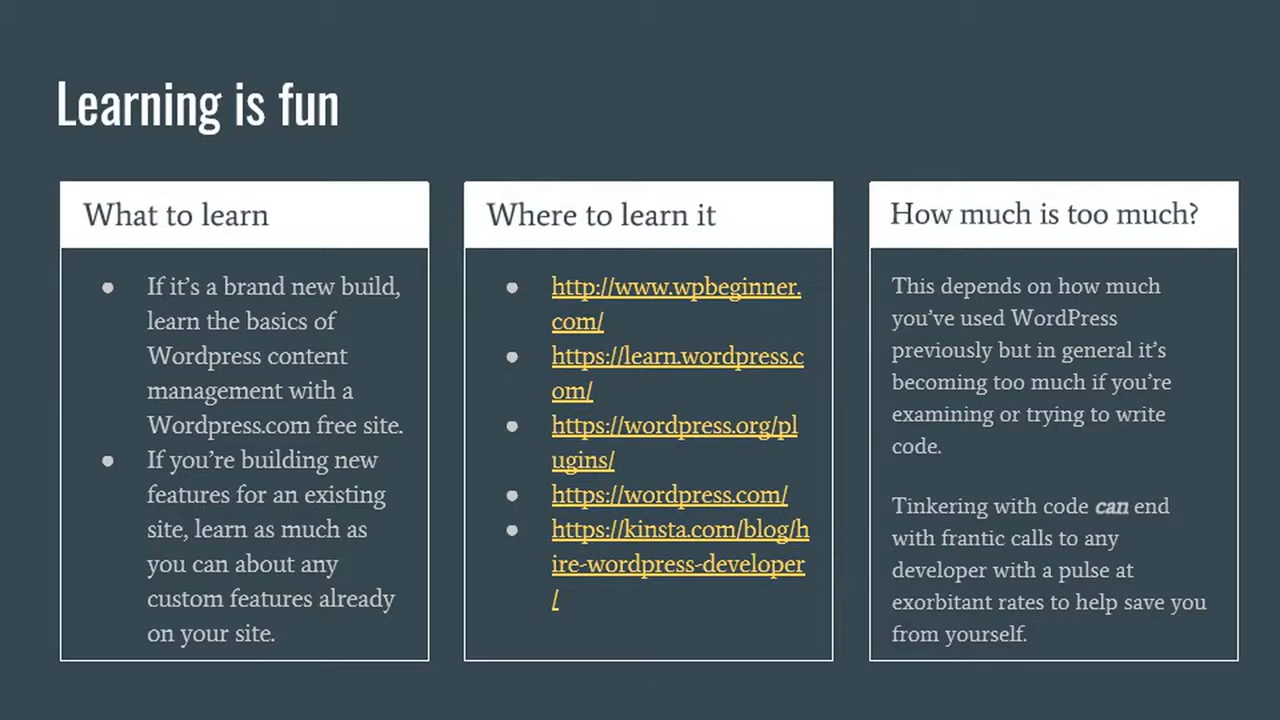 Learning is fun
What to learn
● If it's a brand new build,
learn the basics of
Wordpress content
management with a
Wordpress.com free site.
● If you're building new
features for an existing
site, learn as much as
you can about any
custom features already
on your site.
Where to learn it
● http://www.wpbeginner.
com/
● https://learn.wordpress.c
om/
● https://wordpress.org/pl
ugins/
● https://wordpress.com/
● https://kinsta.com/blog/h
ire-wordpress-developer
/
How much is too much?
This depends on how much
you've used WordPress
previously but in general it's
becoming too much if you're
examining or trying to write
code.
Tinkering with code can end
with frantic calls to any
developer with a pulse at
exorbitant rates to help save you
from yourself.